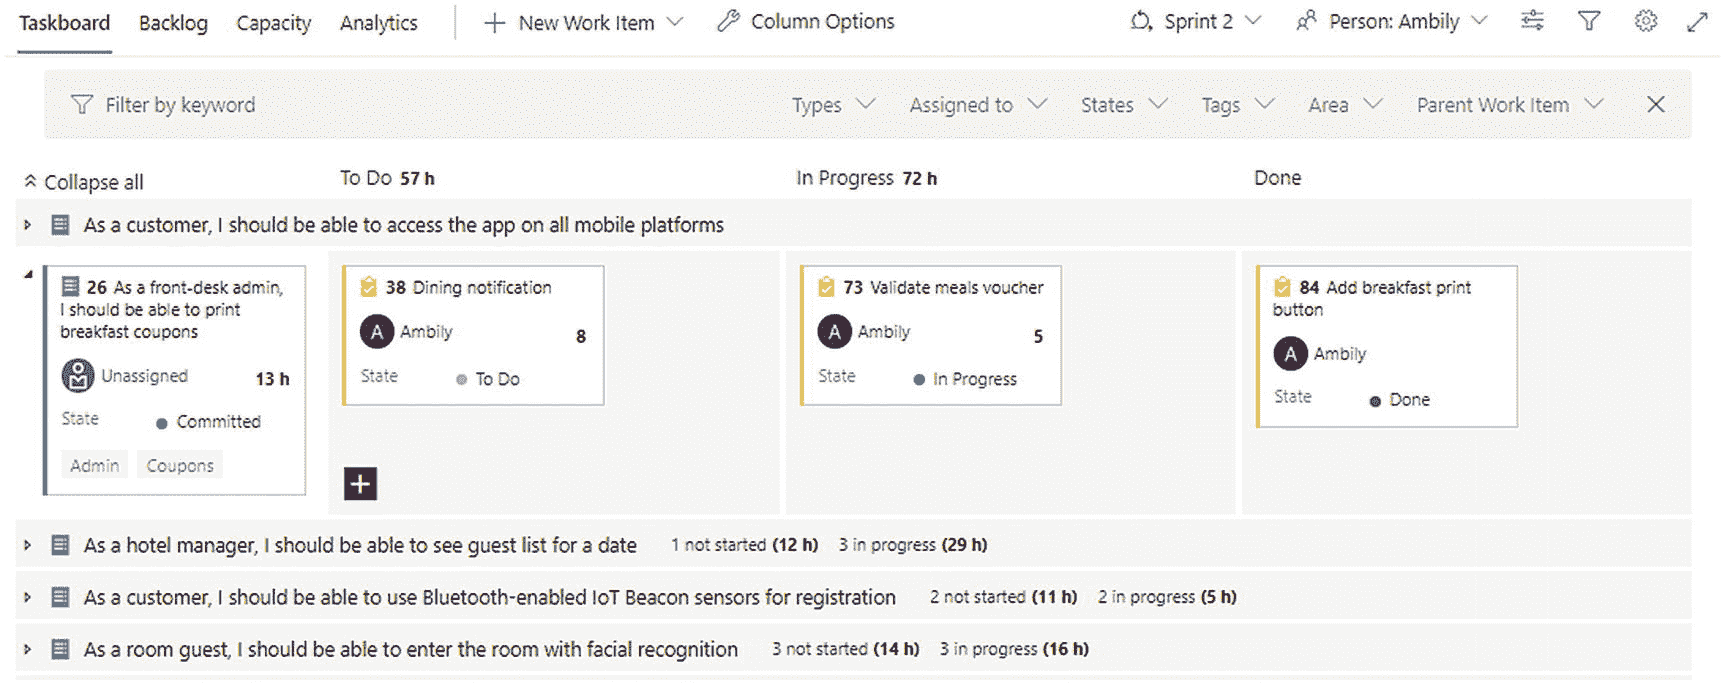 Taskboard Backlog Capacity Analytics New Work Item Column Options Sprint 2 Person: Ambily
Filter by keyword Types Assigned to States Tags Area Parent Work Item
Collapse all To Do 57 h In Progress 72 h Done
As a customer, I should be able to access the app on all mobile platforms
26 As a front-desk admin,
I should be able to print
breakfast coupons
Unassigned 13 h
State Committed
Admin Coupons
38 Dining notification
A Ambily 8
State To Do
73 Validate meals voucher
A Ambily 5
State In Progress
84 Add breakfast print
button
A Ambily
State Done
As a hotel manager, I should be able to see guest list for a date 1 not started (12 h) 3 in progress (29 h)
As a customer, I should be able to use Bluetooth-enabled IoT Beacon sensors for registration 2 not started (11 h) 2 in progress (5 h)
As a room guest, I should be able to enter the room with facial recognition 3 not started (14 h) 3 in progress (16 h)